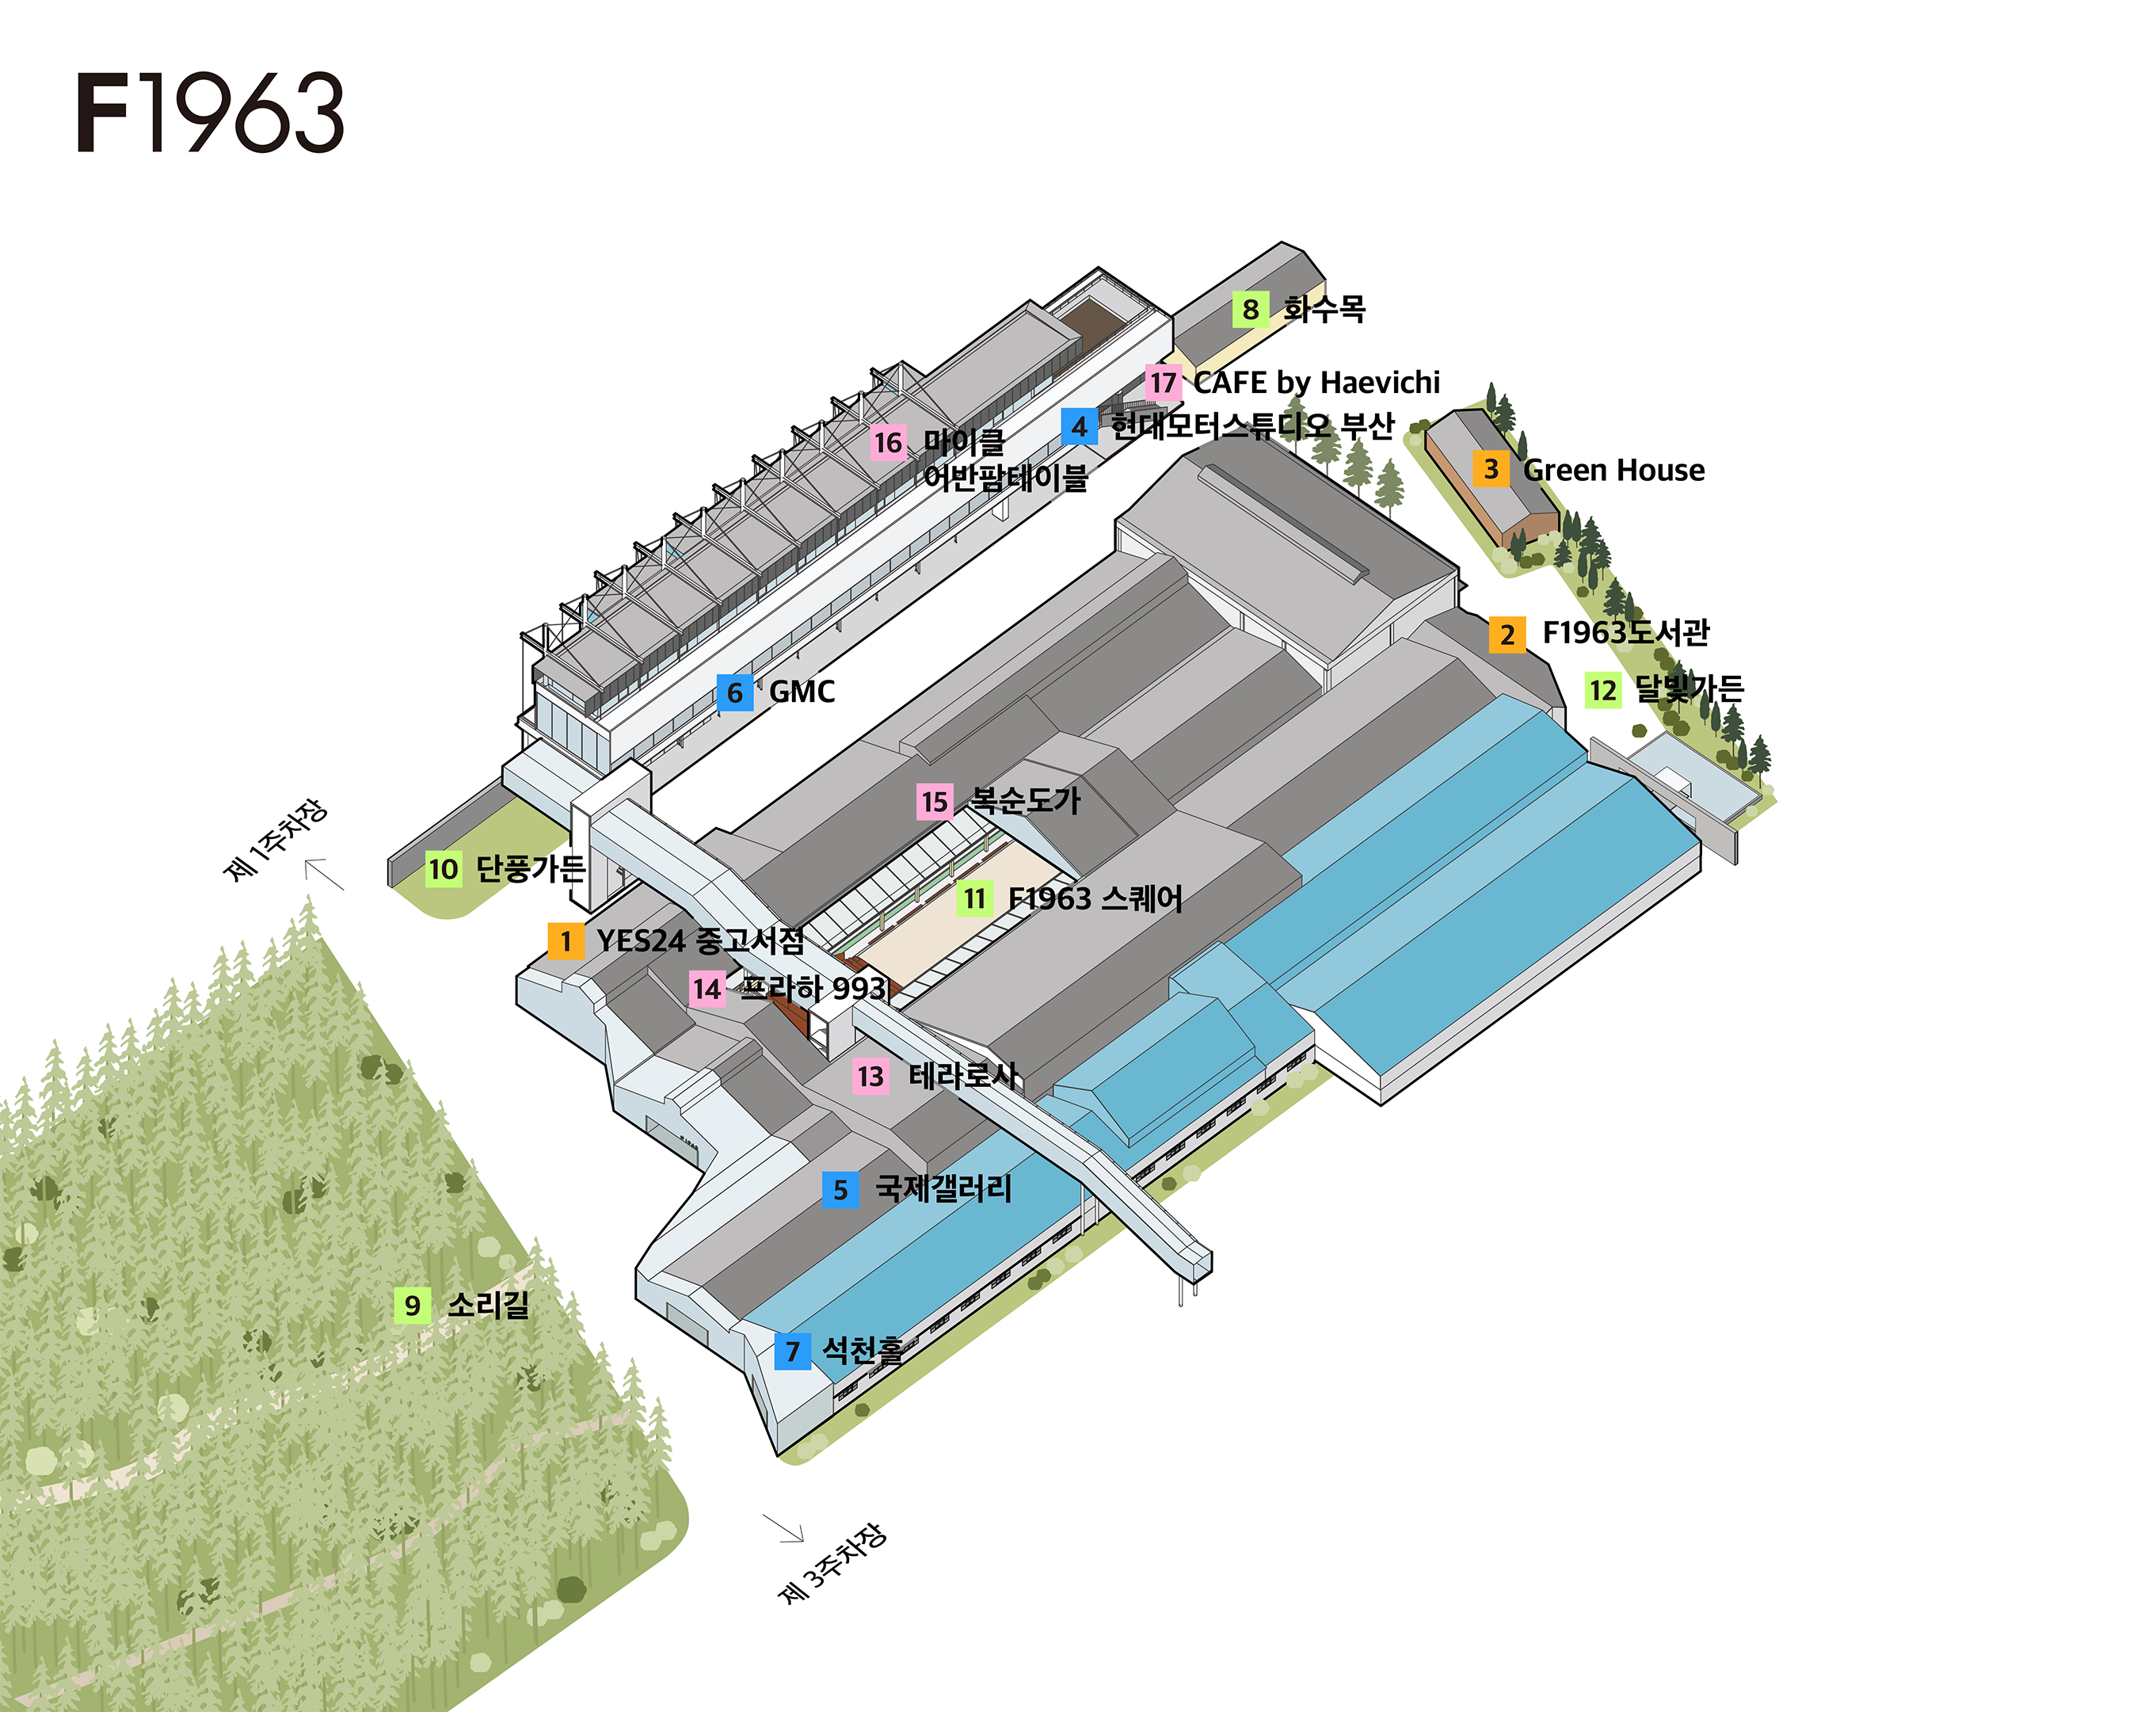 F1963
8 화수목
17 CAFE by Haevichi
4 현대모터스튜디오 부산
16 마이클
어반팜테이블
3 Green House
2 F1963도서관
12 달빛가든
6 GMC
15 복순도가
제 1주차장
10 단풍가든
11 F1963 스퀘어
1 YES24 중고서점
14 프라하 993
13 테라로사
5 국제갤러리
9 소리길
7 석천홀
제 3주차장